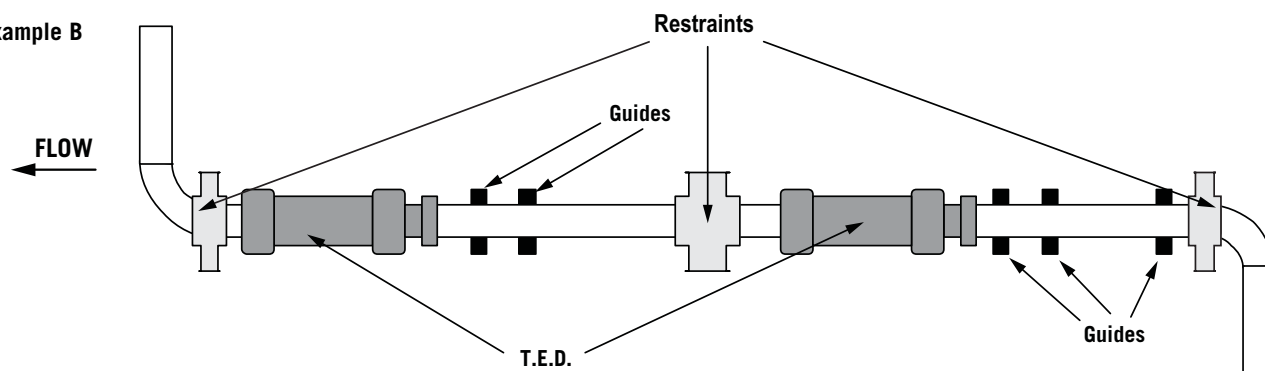 xample B
Restraints
Guides
FLOW
Guides
T.E.D.